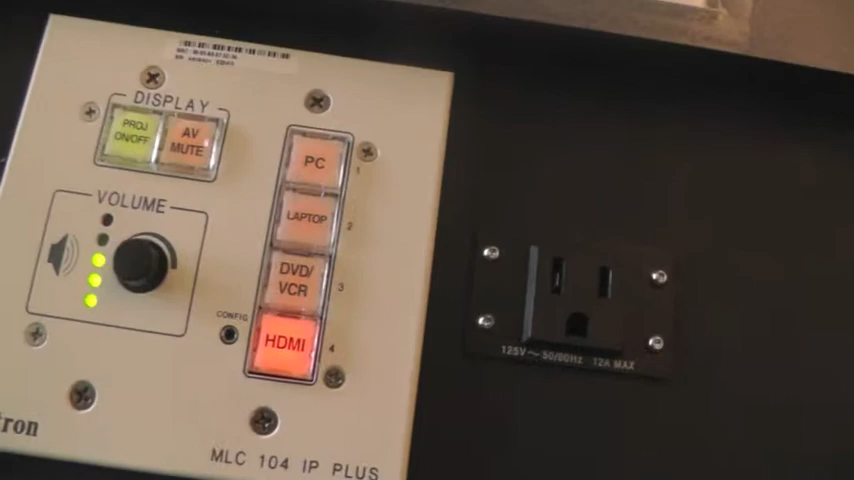 DISPLAY
PROJ
ON/OFF
AV
MUTE
PC
1
VOLUME
LAPTOP
2
DVD/
VCR
3
CONFIG
HDMI
4
125V~ 50/60Hz 12A MAX
tron
MLC 104 IP PLUS